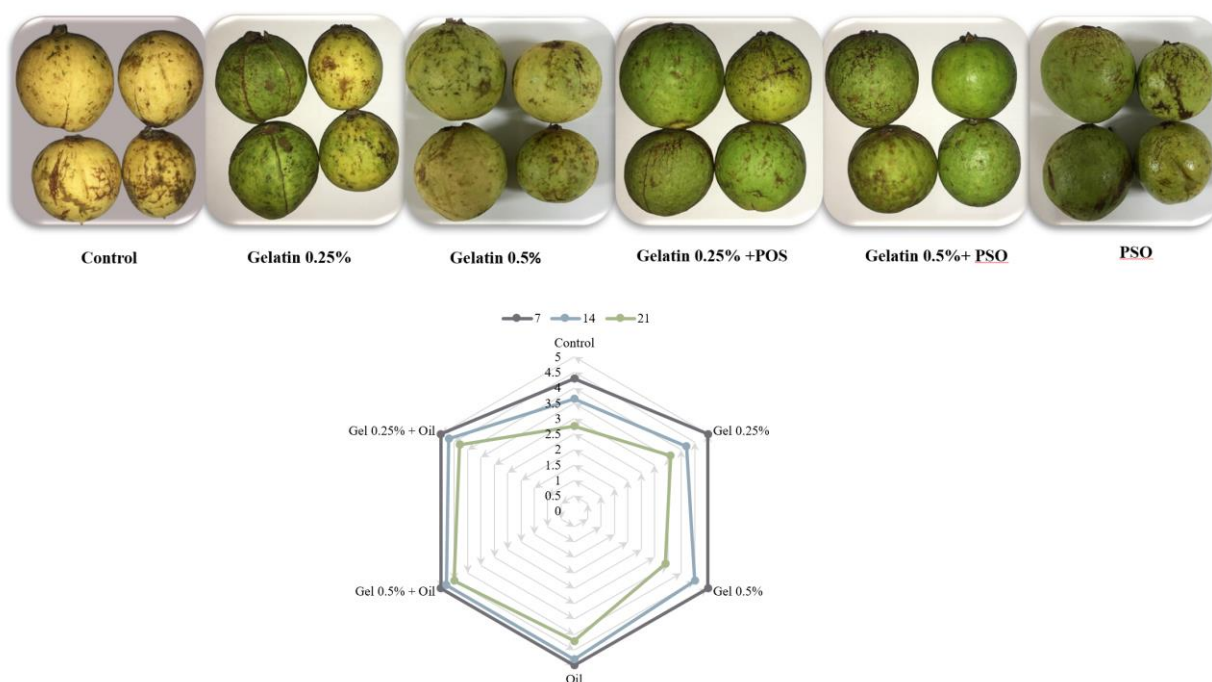 Control
Gelatin 0.25%
Gelatin 0.5%
Gelatin 0.25% +POS
Gelatin 0.5%+ PSO
PSO
7
14
21
Control
5
4.5
4
3.5
3
2.5
2
1.5
1
0.5
0
Gel 0.25% + Oil
Gel 0.25%
Gel 0.5% + Oil
Gel 0.5%
Oil